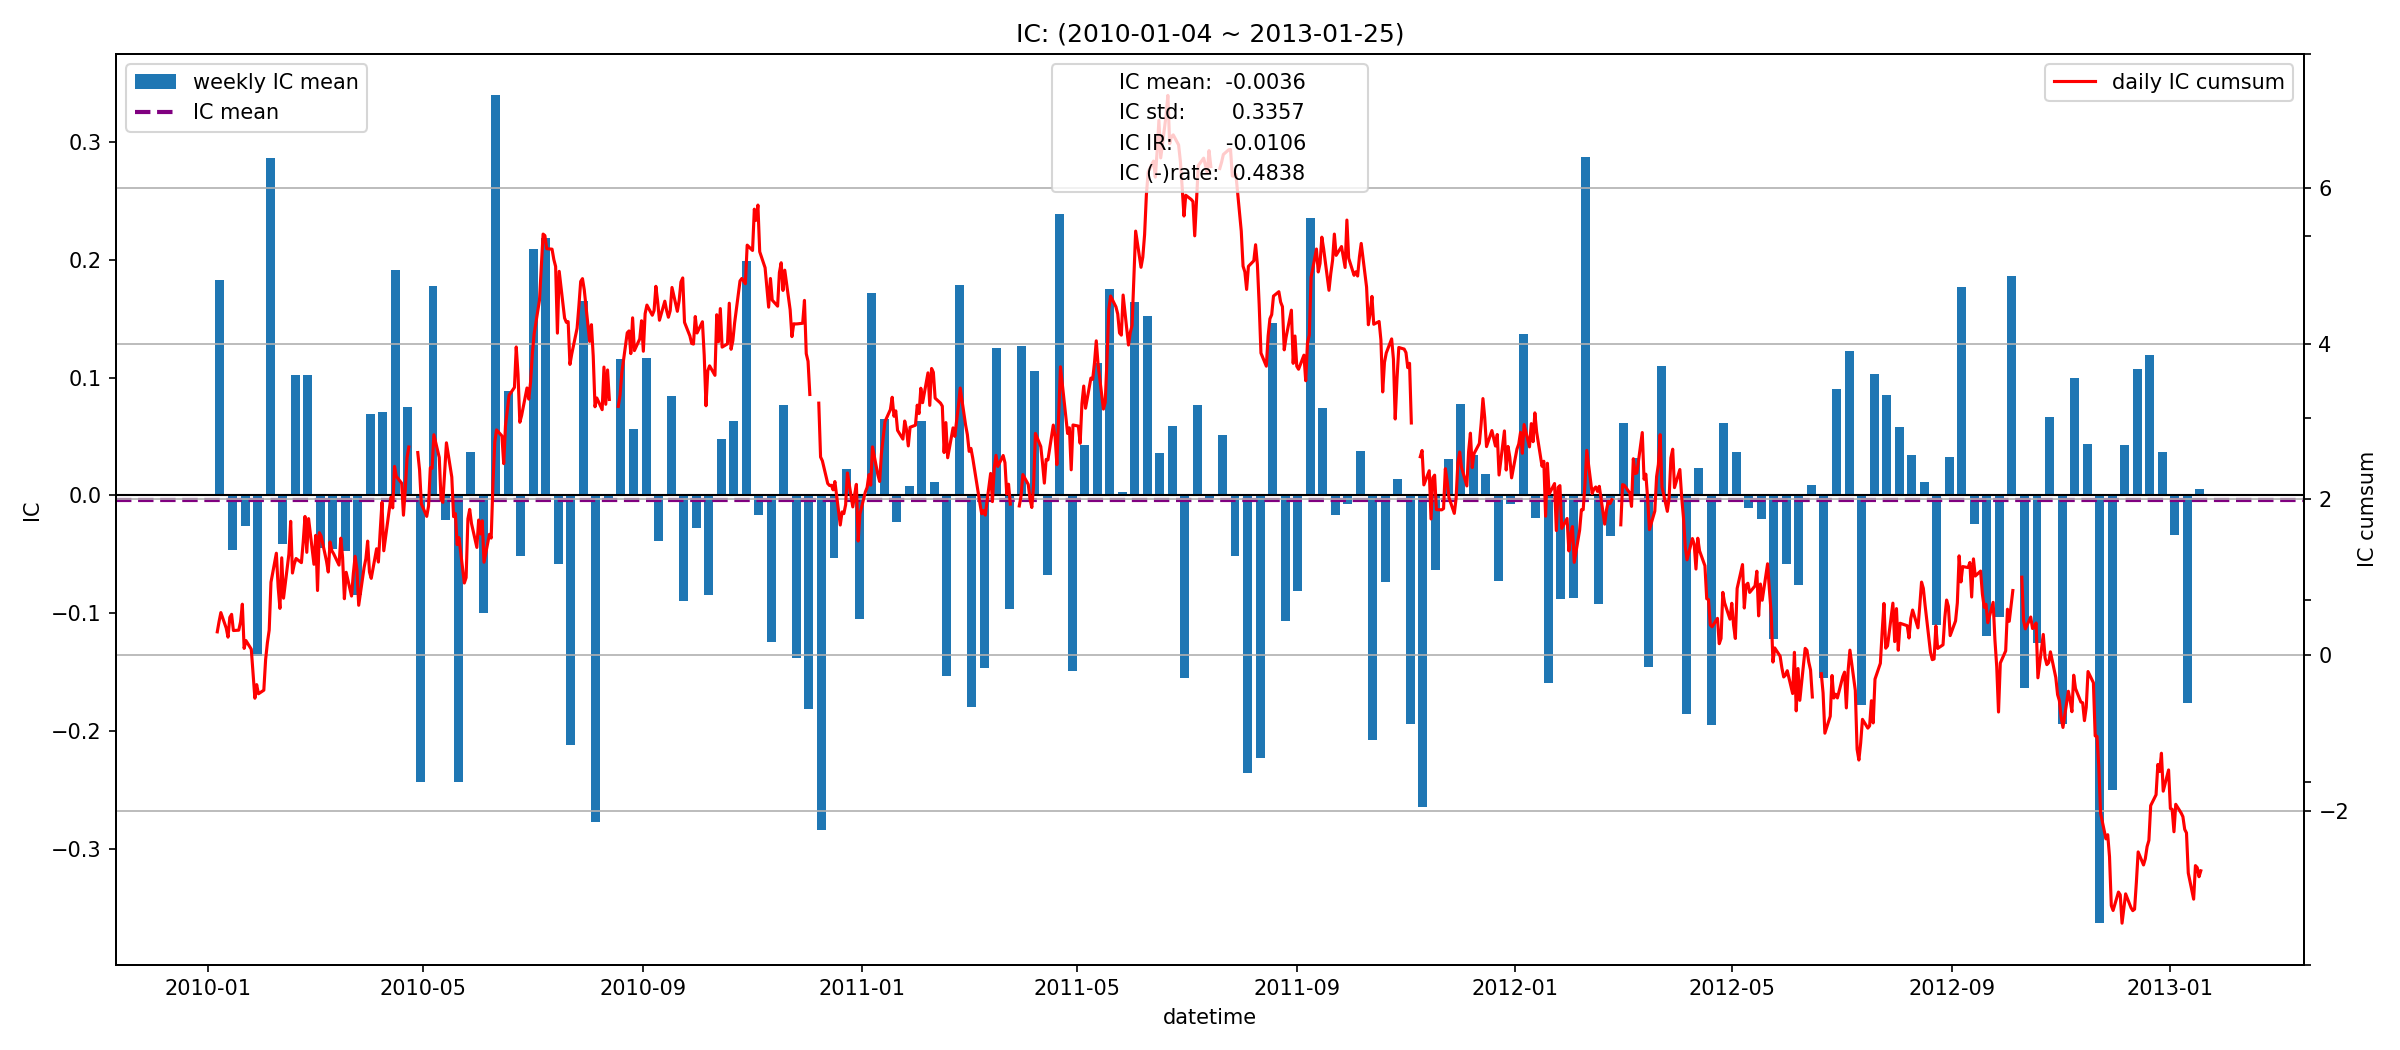 IC: (2010-01-04 ~ 2013-01-25)
weekly IC mean
IC mean
IC mean: -0.0036
IC std: 0.3357
IC IR: -0.0106
IC (-)rate: 0.4838
daily IC cumsum
0.3
0.2
0.1
0.0
−0.1
−0.2
−0.3
IC
6
4
2
0
−2
IC cumsum
2010-01 2010-05 2010-09 2011-01 2011-05 2011-09 2012-01 2012-05 2012-09 2013-01
datetime